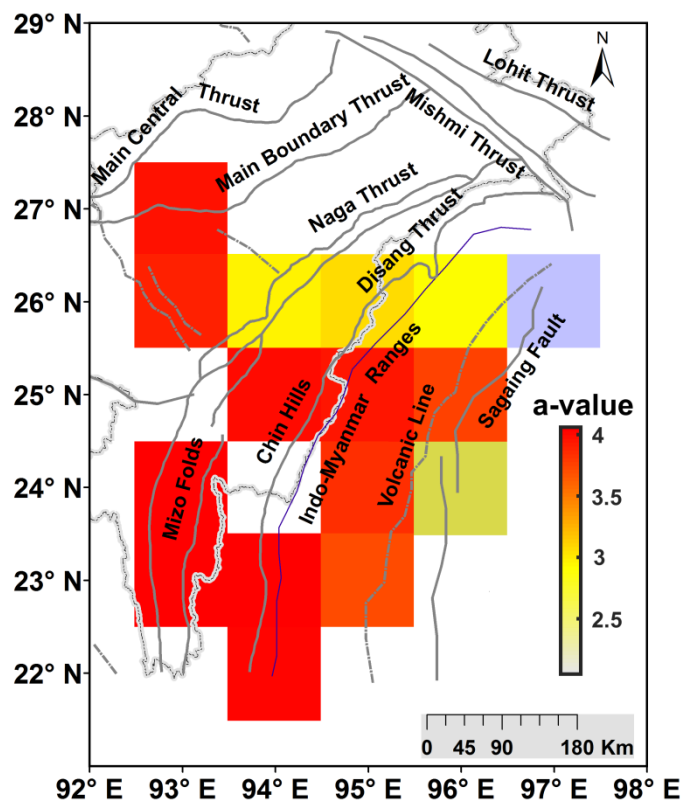 29° N
28° N
27° N
26° N
25° N
24° N
23° N
22° N
N
Lohit Thrust
Main Central Thrust
Main Boundary Thrust
Mishmi Thrust
Naga Thrust
Disang Thrust
Indo-Myanmar Ranges
Chin Hills
Mizo Folds
Volcanic Line
Sagaing Fault
a-value
4
3.5
3
2.5
0 45 90 180 Km
92° E 93° E 94° E 95° E 96° E 97° E 98° E